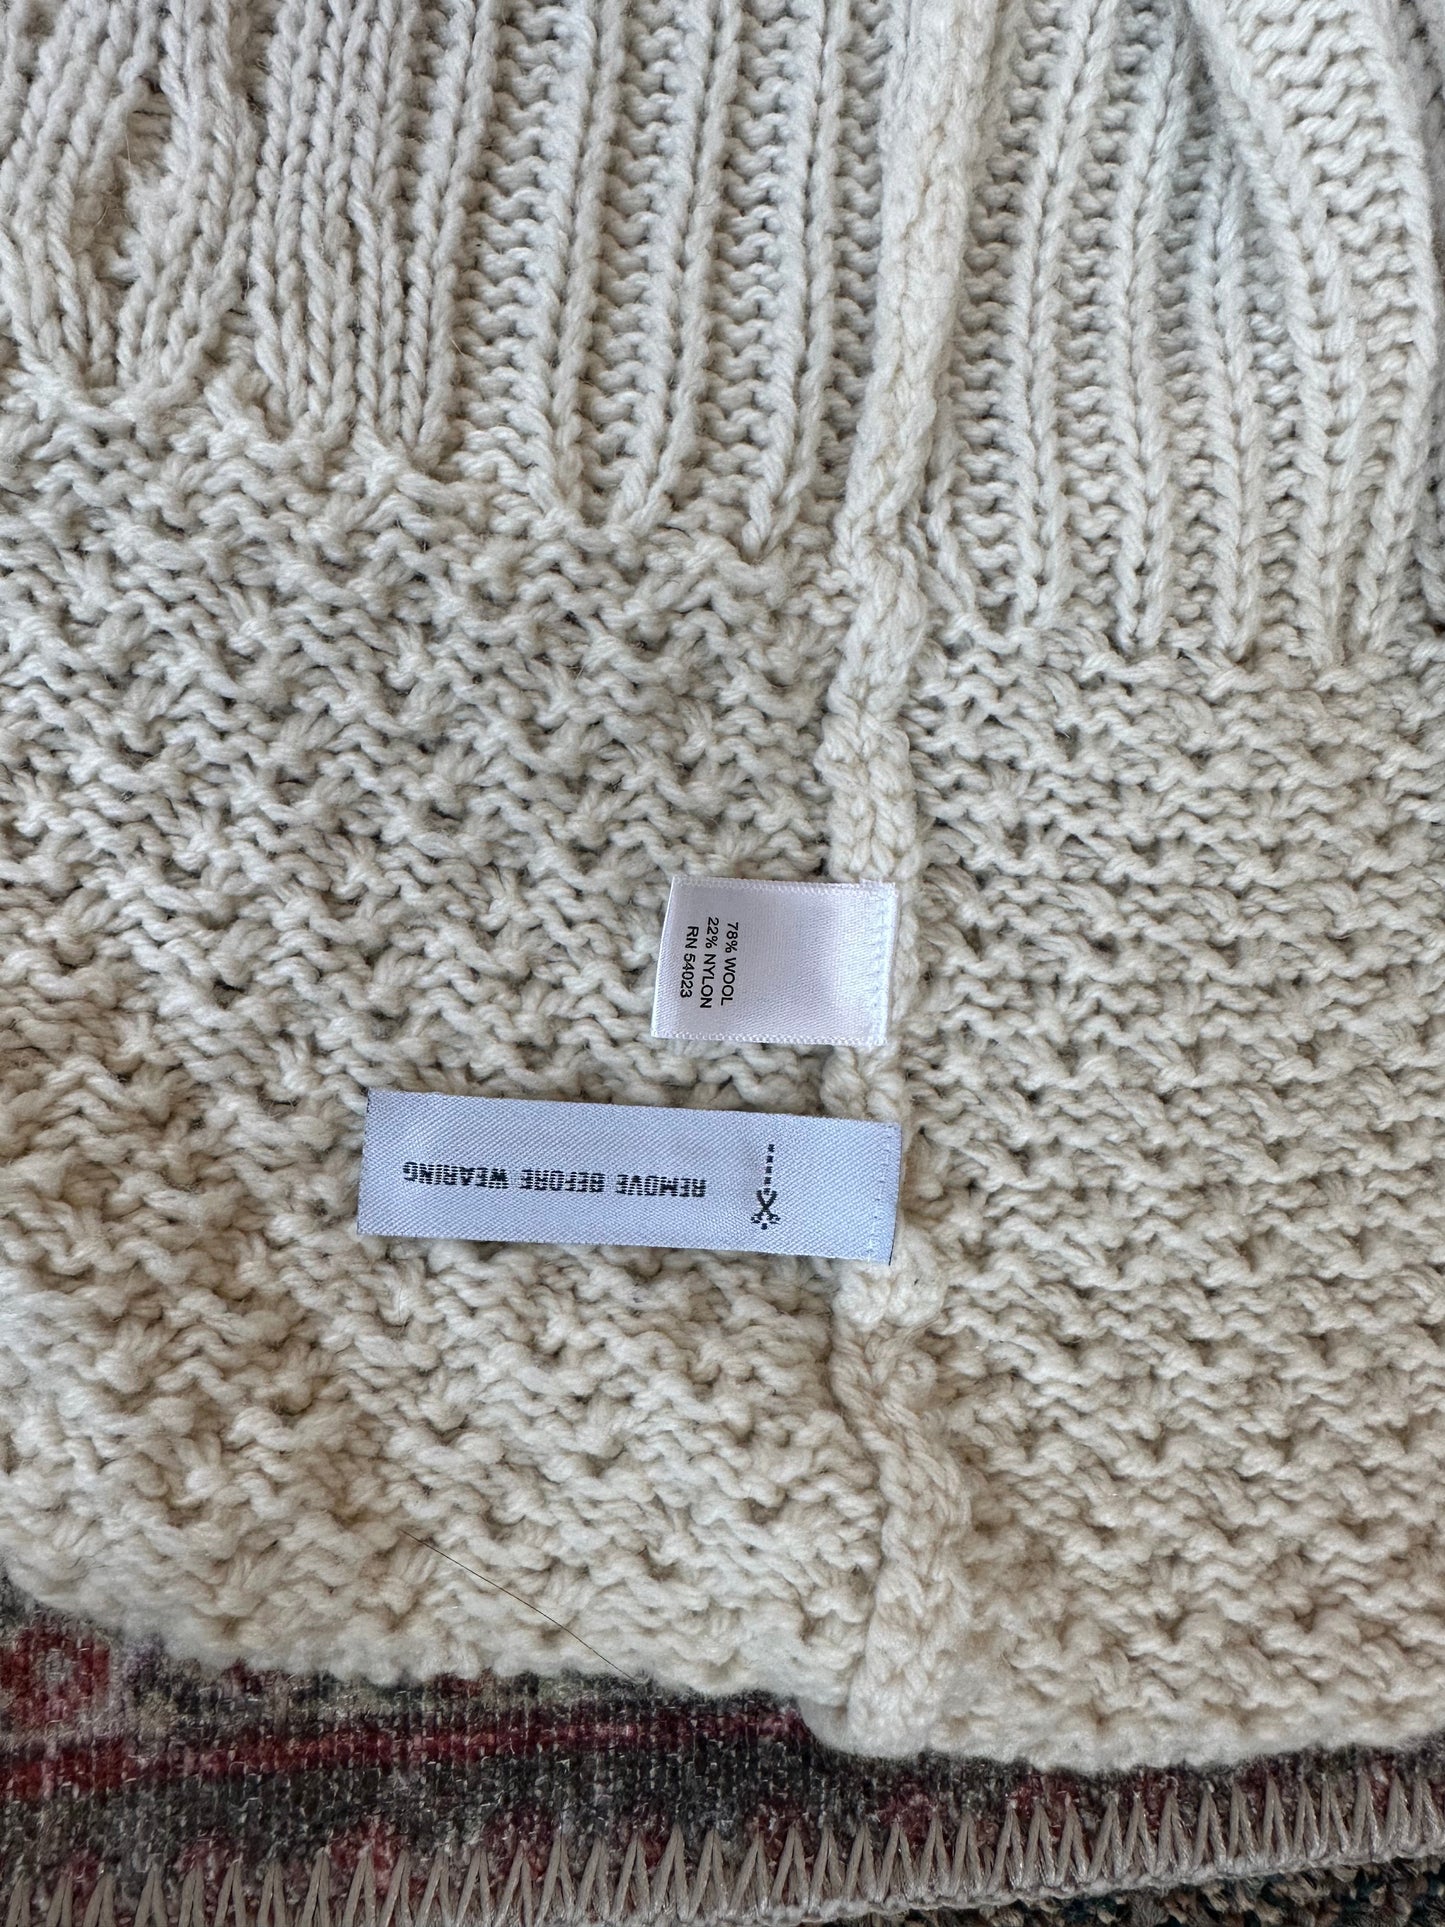 78% WOOL
22% NYLON
RN 54023
REMOVE BEFORE WEARING